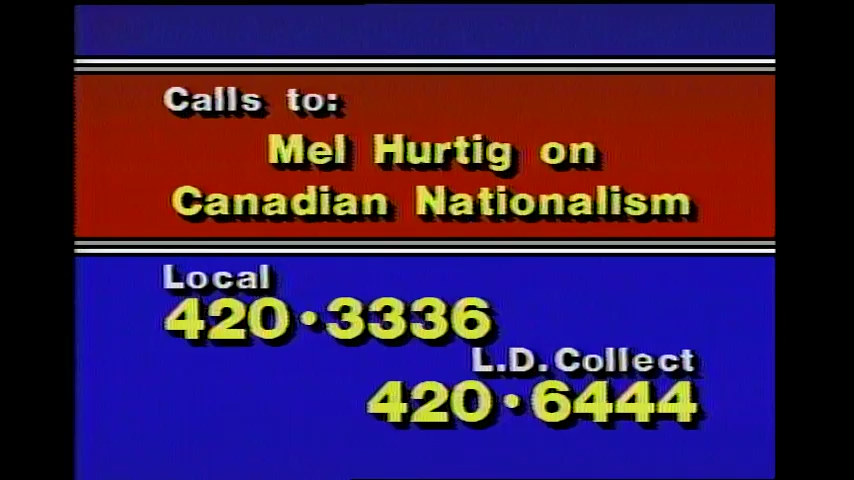 Calls to:
Mel Hurtig on
Canadian Nationalism
Local
420•3336
L.D. Collect
420•6444